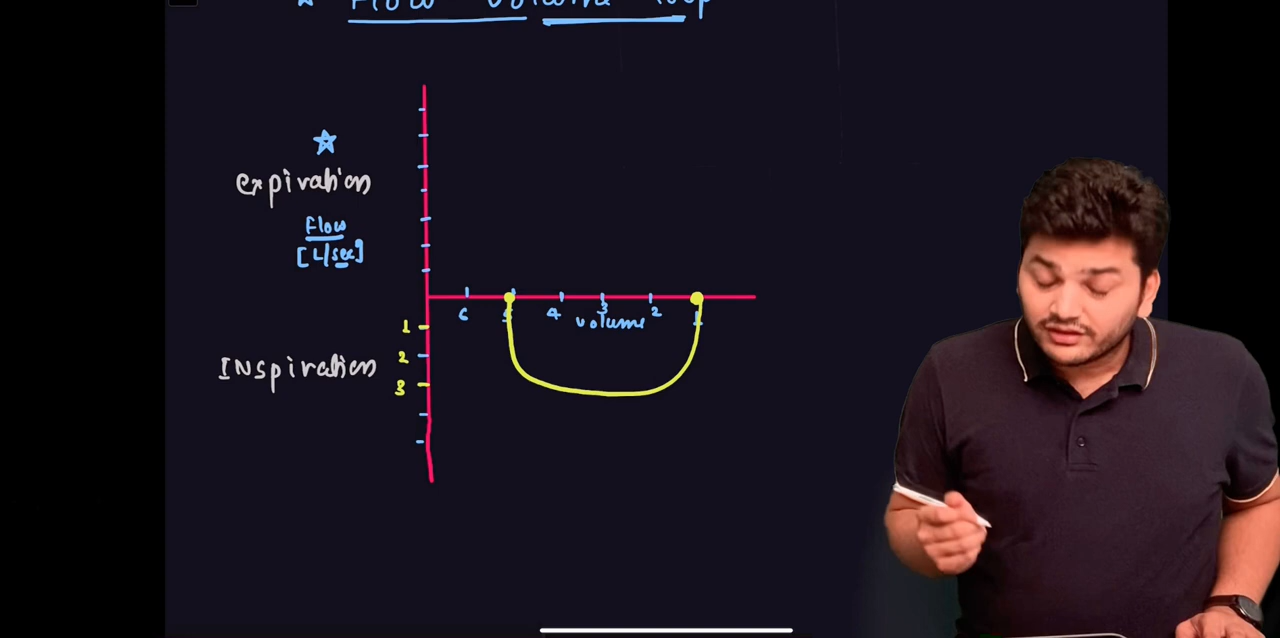 Flow volume loop
expiration
Flow
[L/sec]
6 5 4 3 2 1
volume
1
2
Inspiration
3